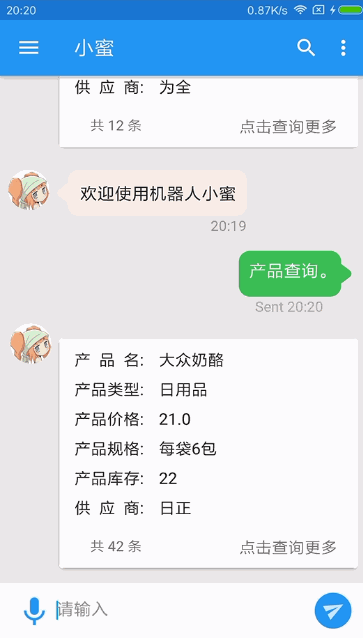 20:20
0.87K/s
小蜜
供 应 商: 为全
共 12 条 点击查询更多
欢迎使用机器人小蜜
20:19
产品查询。
Sent 20:20
产 品 名: 大众奶酪
产品类型: 日用品
产品价格: 21.0
产品规格: 每袋6包
产品库存: 22
供 应 商: 日正
共 42 条 点击查询更多
请输入